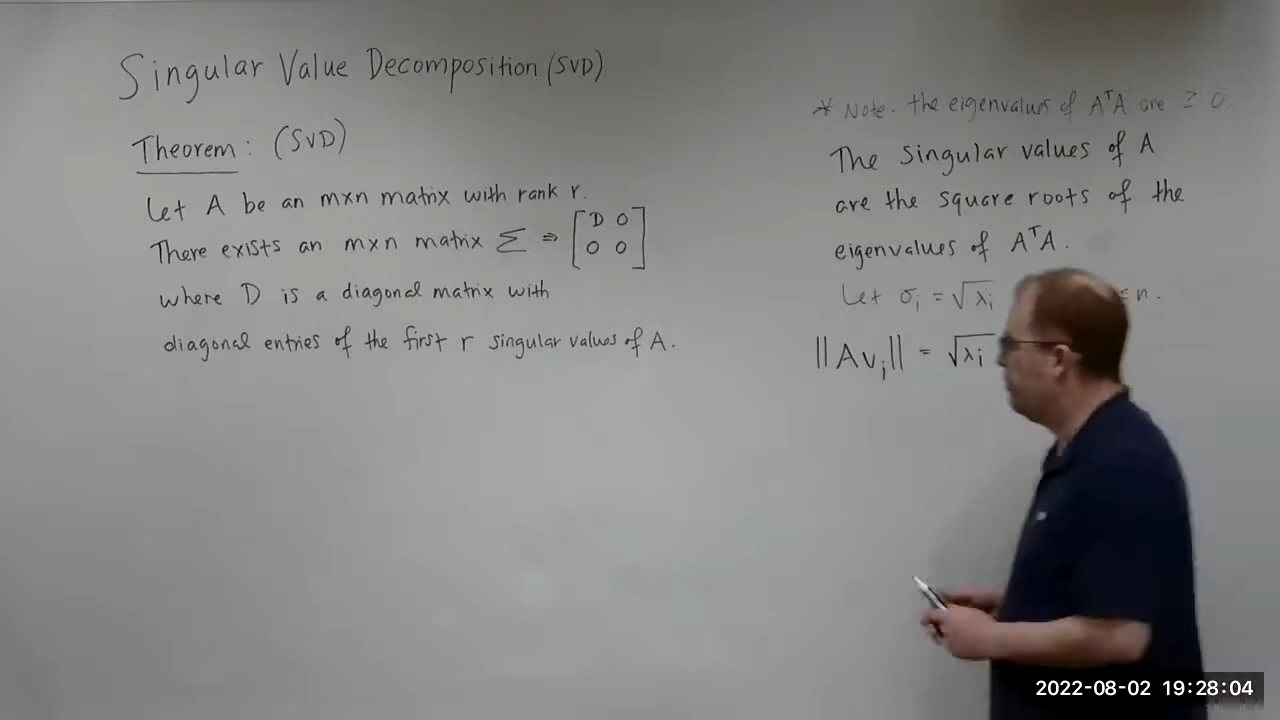 Singular Value Decomposition (SVD)
Theorem: (SVD)
Let A be an mxn matrix with rank r.
There exists an mxn matrix Σ ⇒ [D 0
0 0]
where D is a diagonal matrix with
diagonal entries of the first r singular values of A.
* Note. the eigenvalues of AᵀA are ≥ 0.
The singular values of A
are the square roots of the
eigenvalues of AᵀA.
Let σᵢ = √λᵢ ≤ n.
||Avᵢ|| = √λᵢ
2022-08-02 19:28:04